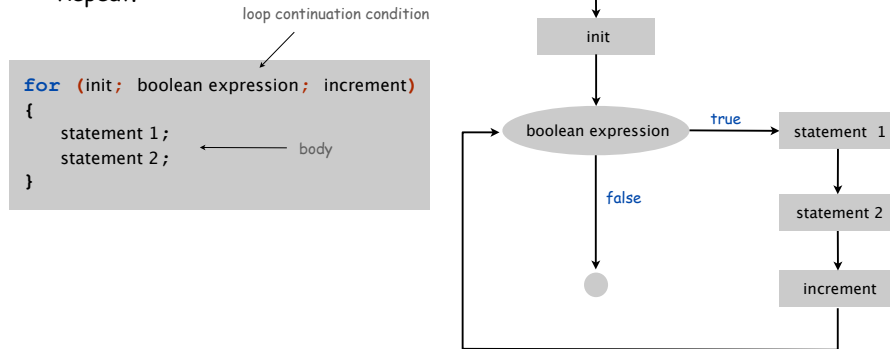 Repeat.
loop continuation condition
for (init; boolean expression; increment)
{
statement 1;
statement 2;
}
body
init
boolean expression
true
statement 1
false
statement 2
increment